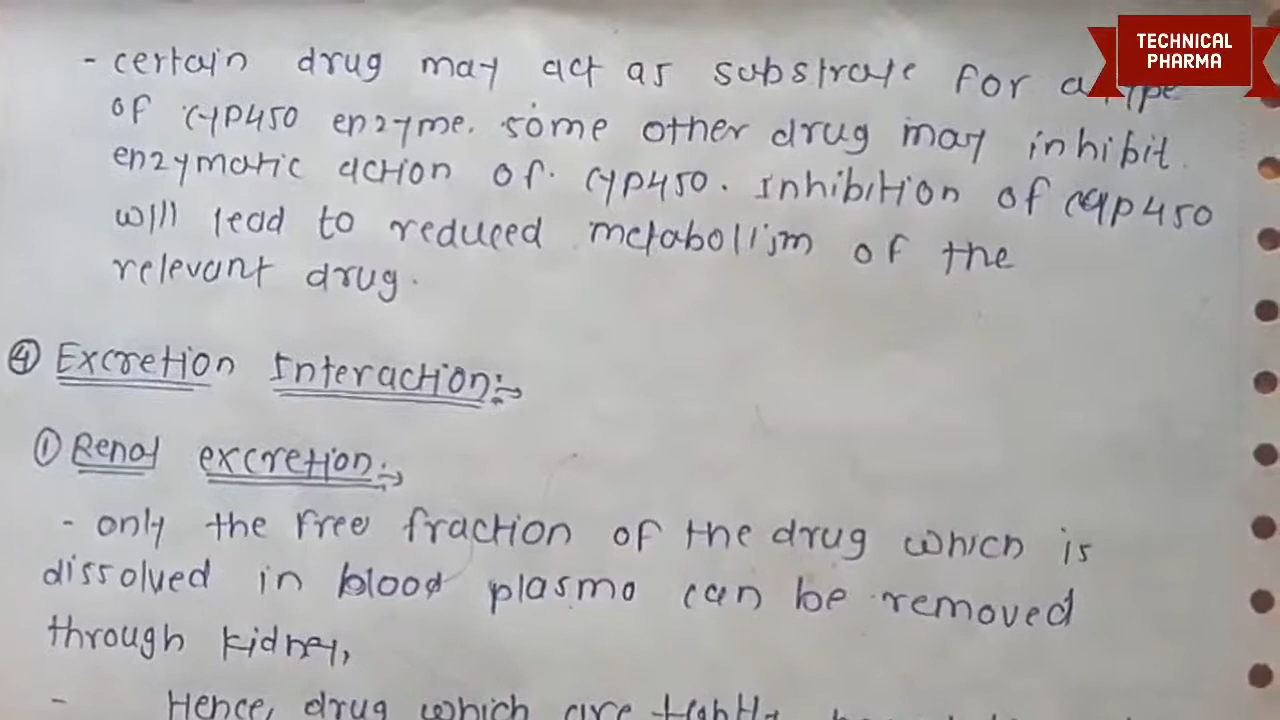 TECHNICAL
PHARMA
- certain drug may act as substrate for a type
of CYP450 enzyme. some other drug may inhibit
enzymatic action of. CYP450. Inhibition of CYP450
will lead to reduced metabolism of the
relevant drug.
④ Excretion Interaction:→
① Renal excretion:→
- only the free fraction of the drug which is
dissolved in blood plasma can be removed
through kidney,
- Hence, drug which are tightly